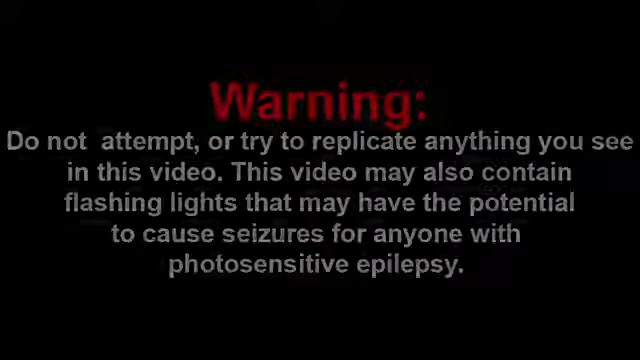 Warning:
Do not  attempt, or try to replicate anything you see
in this video. This video may also contain
flashing lights that may have the potential
to cause seizures for anyone with
photosensitive epilepsy.